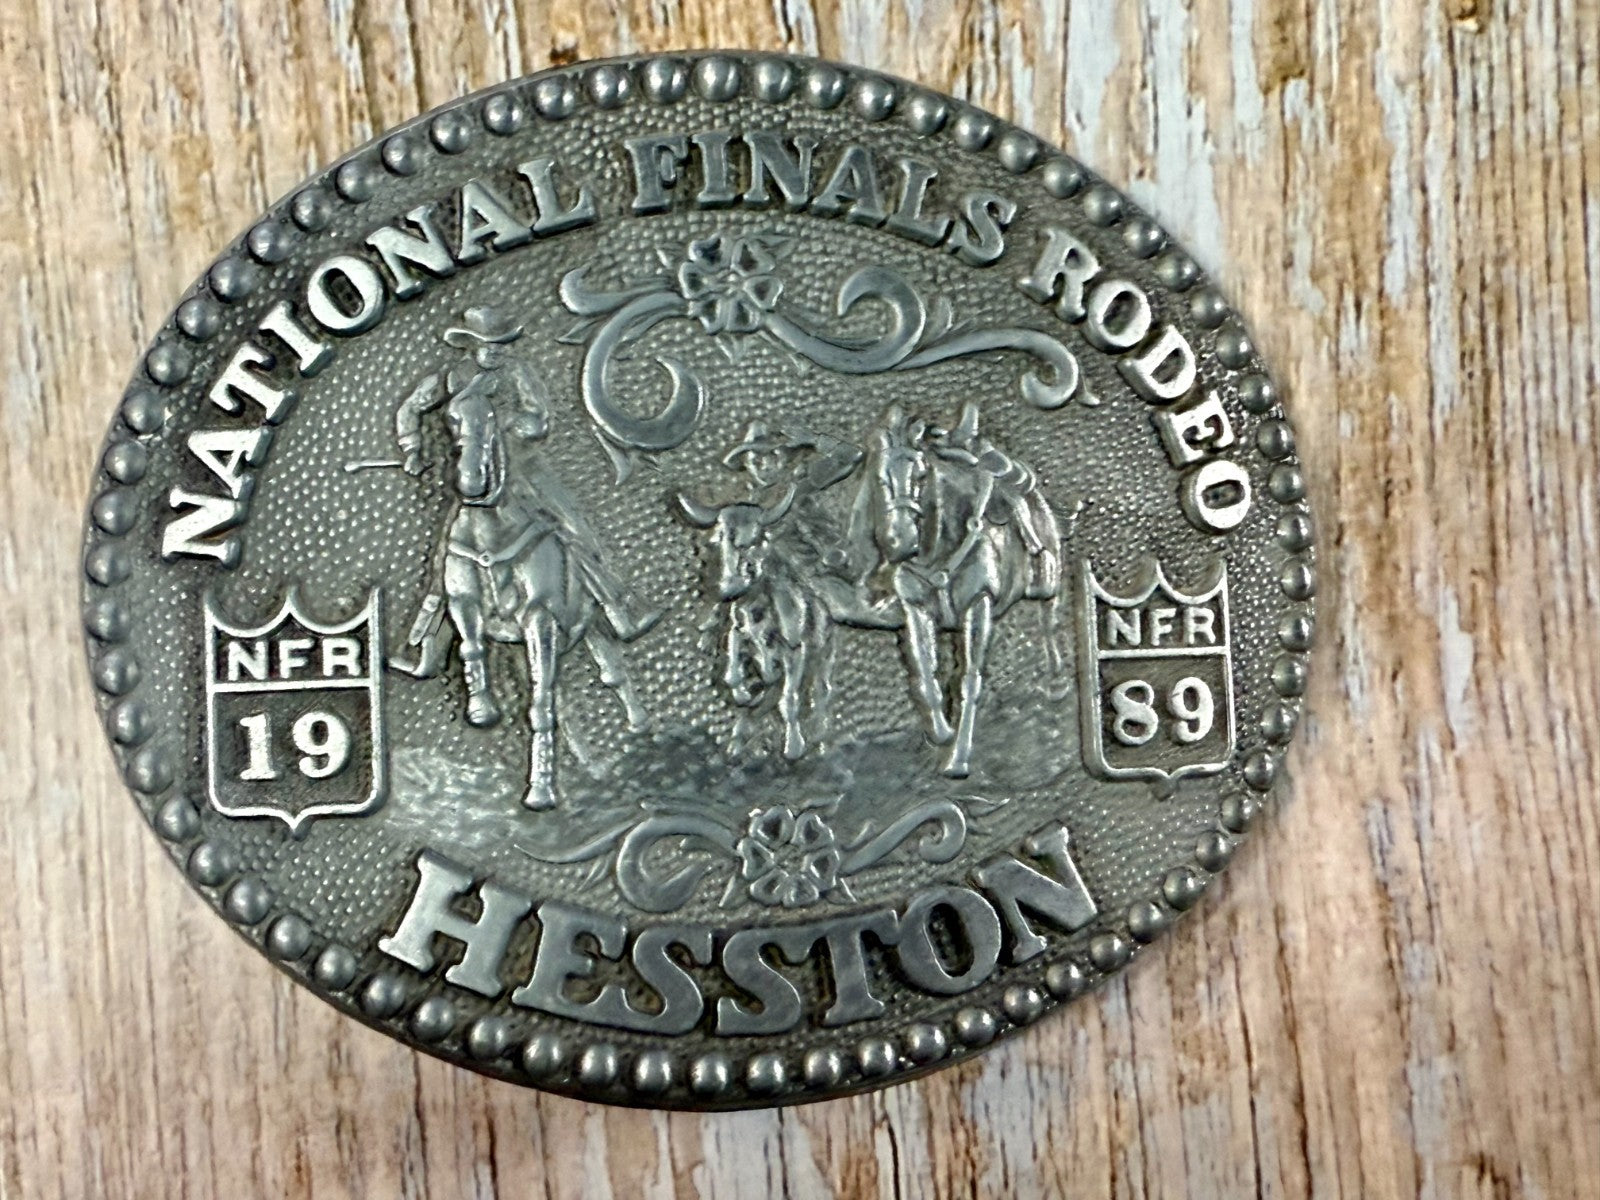 NATIONAL FINALS RODEO
NFR
19
NFR
89
HESSTON